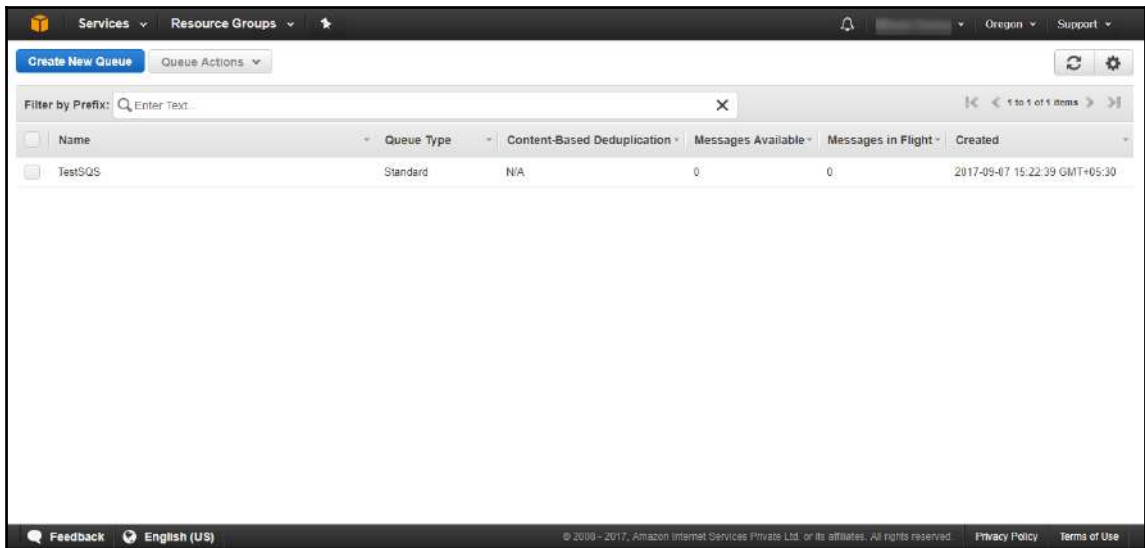 Services Resource Groups Oregon Support
Create New Queue Queue Actions
Filter by Prefix: Enter Text... 1 to 1 of 1 items
Name Queue Type Content-Based Deduplication Messages Available Messages in Flight Created
TestSQS Standard N/A 0 0 2017-09-07 15:22:39 GMT+05:30
Feedback English (US) © 2008 - 2017, Amazon Internet Services Private Ltd. or its affiliates. All rights reserved. Privacy Policy Terms of Use